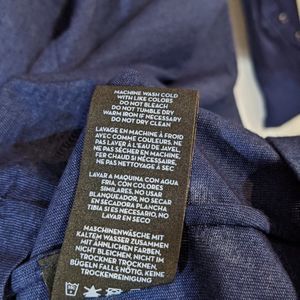 MACHINE WASH COLD
WITH LIKE COLORS
DO NOT BLEACH
DO NOT TUMBLE DRY
WARM IRON IF NECESSARY
DO NOT DRY CLEAN
LAVAGE EN MACHINE À FROID
AVEC COMME COULEURS, NE
PAS LAVER À L'EAU DE JAVEL,
NE PAS SÉCHER EN MACHINE,
FER CHAUD SI NÉCESSAIRE,
NE PAS NETTOYAGE À SEC
LAVAR A MAQUINA CON AGUA
FRIA, CON SIMILARES
COLORES, NO USAR
BLANQUEADOR, NO SECAR
EN SECADORA PLANCHA
TIBIA SI ES NECESARIO, NO
LAVAR EN SECO
MASCHINENWÄSCHE MIT
KALTEM WASSER ZUSAMMEN
MIT ÄHNLICHEN FARBEN,
NICHT BLEICHEN, NICHT IM
TROCKNER TROCKNEN,
BÜGELN FALLS NÖTIG, KEINE
TROCKENREINIGUNG